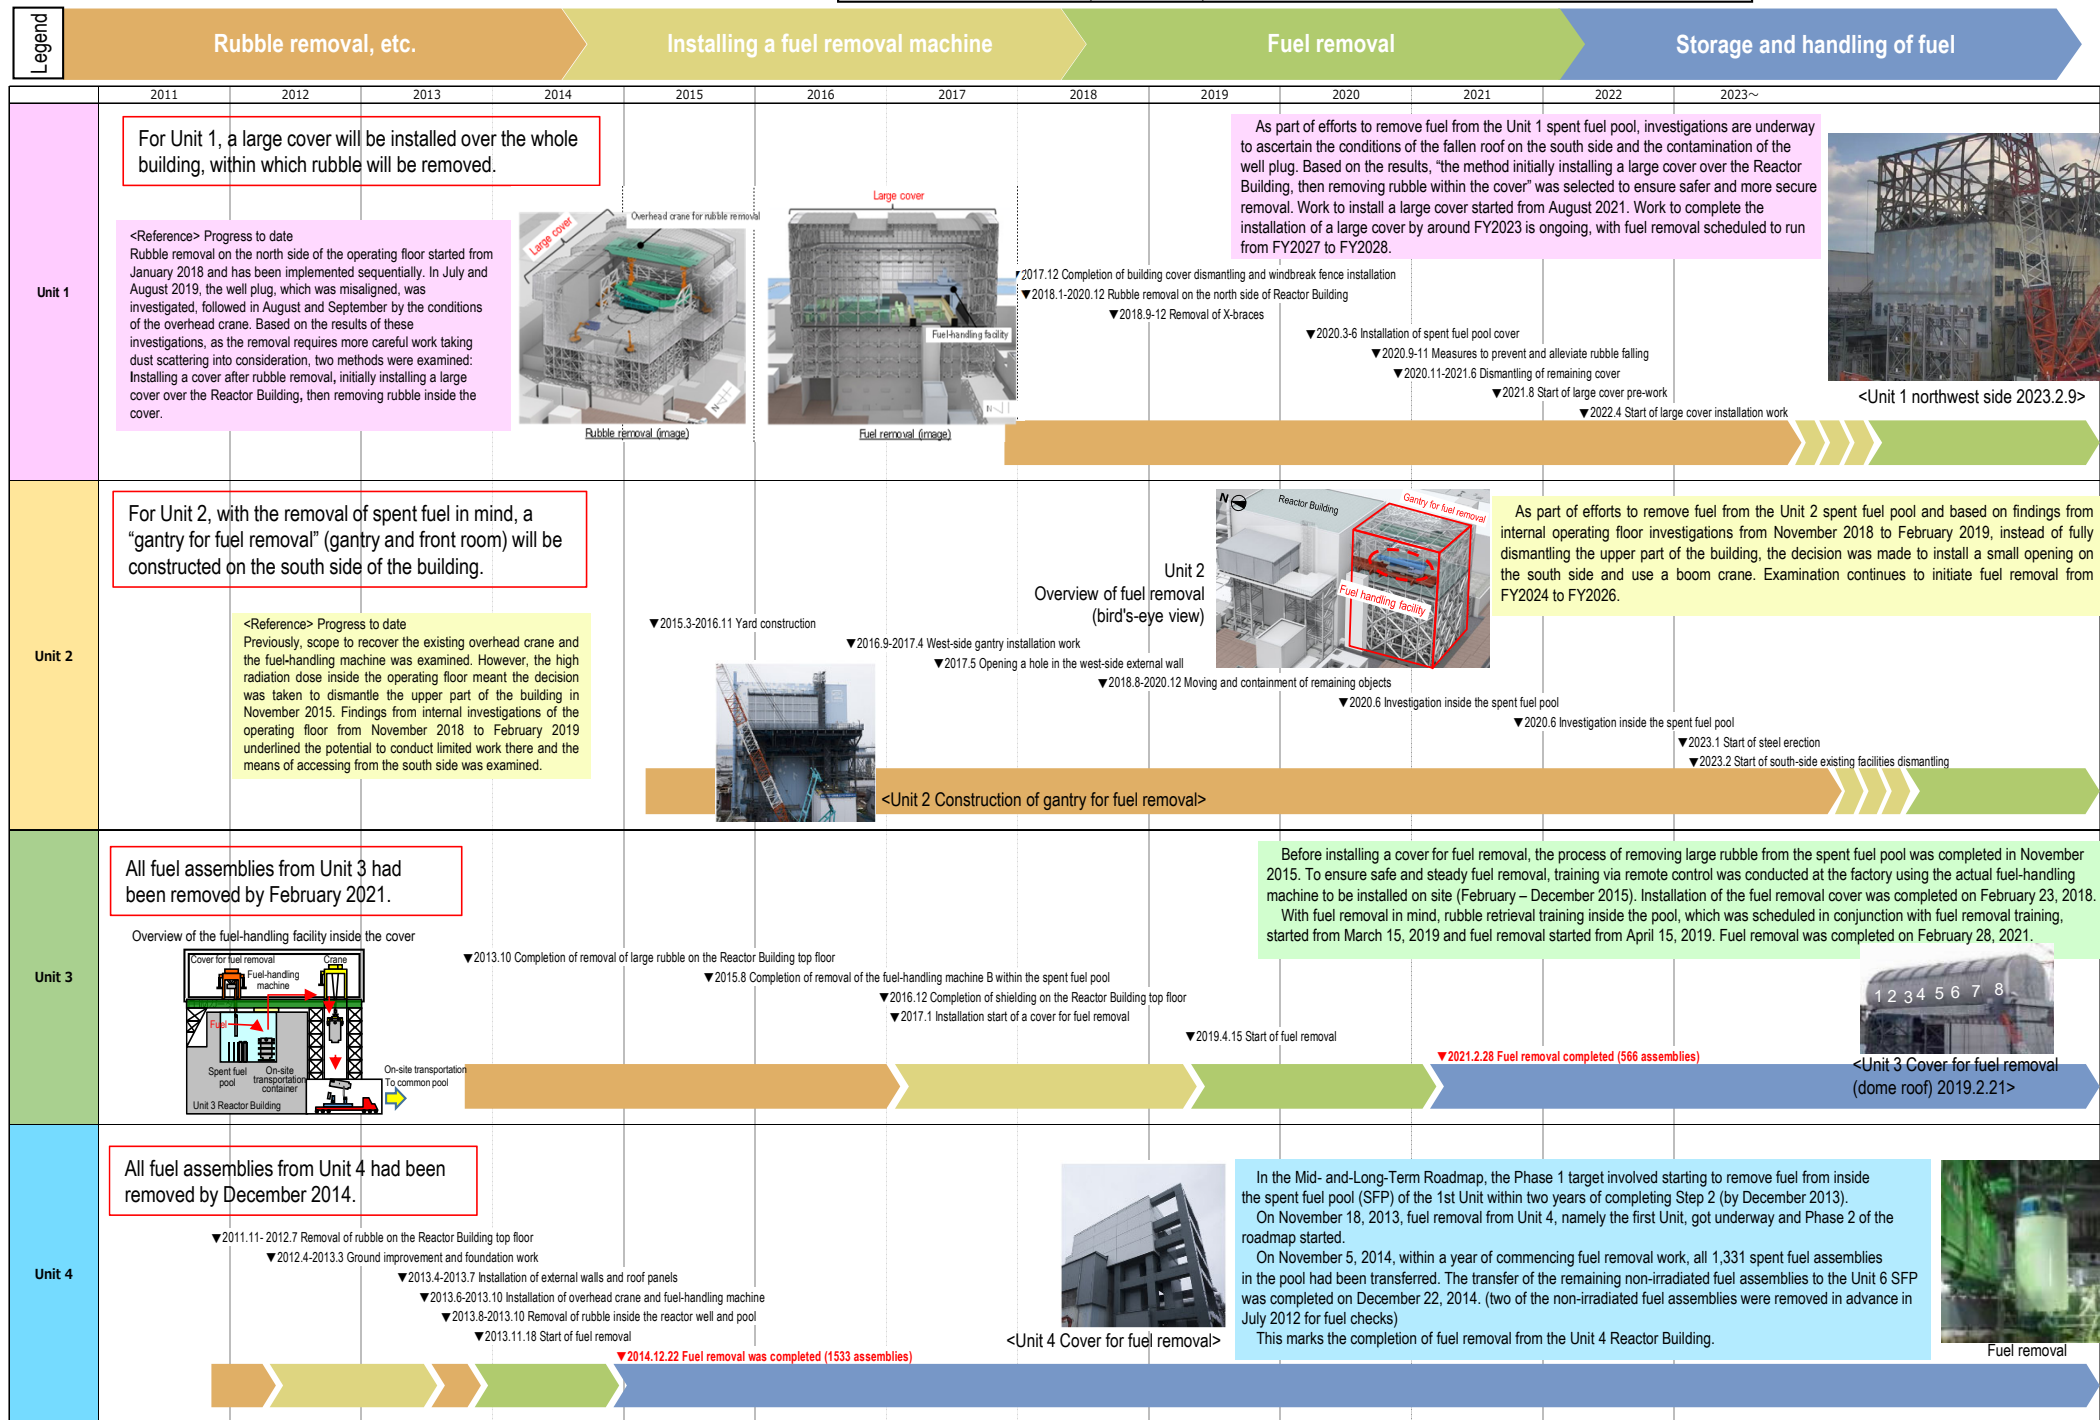 Legend
Rubble removal, etc.
Installing a fuel removal machine
Fuel removal
Storage and handling of fuel
2011
2012
2013
2014
2015
2016
2017
2018
2019
2020
2021
2022
2023～
Unit 1
For Unit 1, a large cover will be installed over the whole
building, within which rubble will be removed.
<Reference> Progress to date
Rubble removal on the north side of the operating floor started from
January 2018 and has been implemented sequentially. In July and
August 2019, the well plug, which was misaligned, was
investigated, followed in August and September by the conditions
of the overhead crane. Based on the results of these
investigations, as the removal requires more careful work taking
dust scattering into consideration, two methods were examined:
Installing a cover after rubble removal, initially installing a large
cover over the Reactor Building, then removing rubble inside the
cover.
Large cover
Overhead crane for rubble removal
N
Rubble removal (image)
Large cover
Fuel-handling facility
N
Fuel removal (image)
As part of efforts to remove fuel from the Unit 1 spent fuel pool, investigations are underway
to ascertain the conditions of the fallen roof on the south side and the contamination of the
well plug. Based on the results, “the method initially installing a large cover over the Reactor
Building, then removing rubble within the cover” was selected to ensure safer and more secure
removal. Work to install a large cover started from August 2021. Work to complete the
installation of a large cover by around FY2023 is ongoing, with fuel removal scheduled to run
from FY2027 to FY2028.
▼2017.12 Completion of building cover dismantling and windbreak fence installation
▼2018.1-2020.12 Rubble removal on the north side of Reactor Building
▼2018.9-12 Removal of X-braces
▼2020.3-6 Installation of spent fuel pool cover
▼2020.9-11 Measures to prevent and alleviate rubble falling
▼2020.11-2021.6 Dismantling of remaining cover
▼2021.8 Start of large cover pre-work
▼2022.4 Start of large cover installation work
<Unit 1 northwest side 2023.2.9>
Unit 2
For Unit 2, with the removal of spent fuel in mind, a
“gantry for fuel removal” (gantry and front room) will be
constructed on the south side of the building.
<Reference> Progress to date
Previously, scope to recover the existing overhead crane and
the fuel-handling machine was examined. However, the high
radiation dose inside the operating floor meant the decision
was taken to dismantle the upper part of the building in
November 2015. Findings from internal investigations of the
operating floor from November 2018 to February 2019
underlined the potential to conduct limited work there and the
means of accessing from the south side was examined.
Unit 2
Overview of fuel removal
(bird's-eye view)
N
Reactor Building
Gantry for fuel removal
Fuel handling facility
As part of efforts to remove fuel from the Unit 2 spent fuel pool and based on findings from
internal operating floor investigations from November 2018 to February 2019, instead of fully
dismantling the upper part of the building, the decision was made to install a small opening on
the south side and use a boom crane. Examination continues to initiate fuel removal from
FY2024 to FY2026.
▼2015.3-2016.11 Yard construction
▼2016.9-2017.4 West-side gantry installation work
▼2017.5 Opening a hole in the west-side external wall
▼2018.8-2020.12 Moving and containment of remaining objects
▼2020.6 Investigation inside the spent fuel pool
▼2020.6 Investigation inside the spent fuel pool
▼2023.1 Start of steel erection
▼2023.2 Start of south-side existing facilities dismantling
<Unit 2 Construction of gantry for fuel removal>
Unit 3
All fuel assemblies from Unit 3 had
been removed by February 2021.
Overview of the fuel-handling facility inside the cover
Cover for fuel removal
Crane
Fuel-handling
machine
Fuel
Spent fuel
pool
On-site
transportation
container
Unit 3 Reactor Building
On-site transportation
To common pool
Before installing a cover for fuel removal, the process of removing large rubble from the spent fuel pool was completed in November
2015. To ensure safe and steady fuel removal, training via remote control was conducted at the factory using the actual fuel-handling
machine to be installed on site (February – December 2015). Installation of the fuel removal cover was completed on February 23, 2018.
With fuel removal in mind, rubble retrieval training inside the pool, which was scheduled in conjunction with fuel removal training,
started from March 15, 2019 and fuel removal started from April 15, 2019. Fuel removal was completed on February 28, 2021.
▼2013.10 Completion of removal of large rubble on the Reactor Building top floor
▼2015.8 Completion of removal of the fuel-handling machine B within the spent fuel pool
▼2016.12 Completion of shielding on the Reactor Building top floor
▼2017.1 Installation start of a cover for fuel removal
▼2019.4.15 Start of fuel removal
▼2021.2.28 Fuel removal completed (566 assemblies)
1 2 3 4 5 6 7 8
<Unit 3 Cover for fuel removal
(dome roof) 2019.2.21>
Unit 4
All fuel assemblies from Unit 4 had been
removed by December 2014.
▼2011.11- 2012.7 Removal of rubble on the Reactor Building top floor
▼2012.4-2013.3 Ground improvement and foundation work
▼2013.4-2013.7 Installation of external walls and roof panels
▼2013.6-2013.10 Installation of overhead crane and fuel-handling machine
▼2013.8-2013.10 Removal of rubble inside the reactor well and pool
▼2013.11.18 Start of fuel removal
▼2014.12.22 Fuel removal was completed (1533 assemblies)
<Unit 4 Cover for fuel removal>
In the Mid- and-Long-Term Roadmap, the Phase 1 target involved starting to remove fuel from inside
the spent fuel pool (SFP) of the 1st Unit within two years of completing Step 2 (by December 2013).
On November 18, 2013, fuel removal from Unit 4, namely the first Unit, got underway and Phase 2 of the
roadmap started.
On November 5, 2014, within a year of commencing fuel removal work, all 1,331 spent fuel assemblies
in the pool had been transferred. The transfer of the remaining non-irradiated fuel assemblies to the Unit 6 SFP
was completed on December 22, 2014. (two of the non-irradiated fuel assemblies were removed in advance in
July 2012 for fuel checks)
This marks the completion of fuel removal from the Unit 4 Reactor Building.
Fuel removal